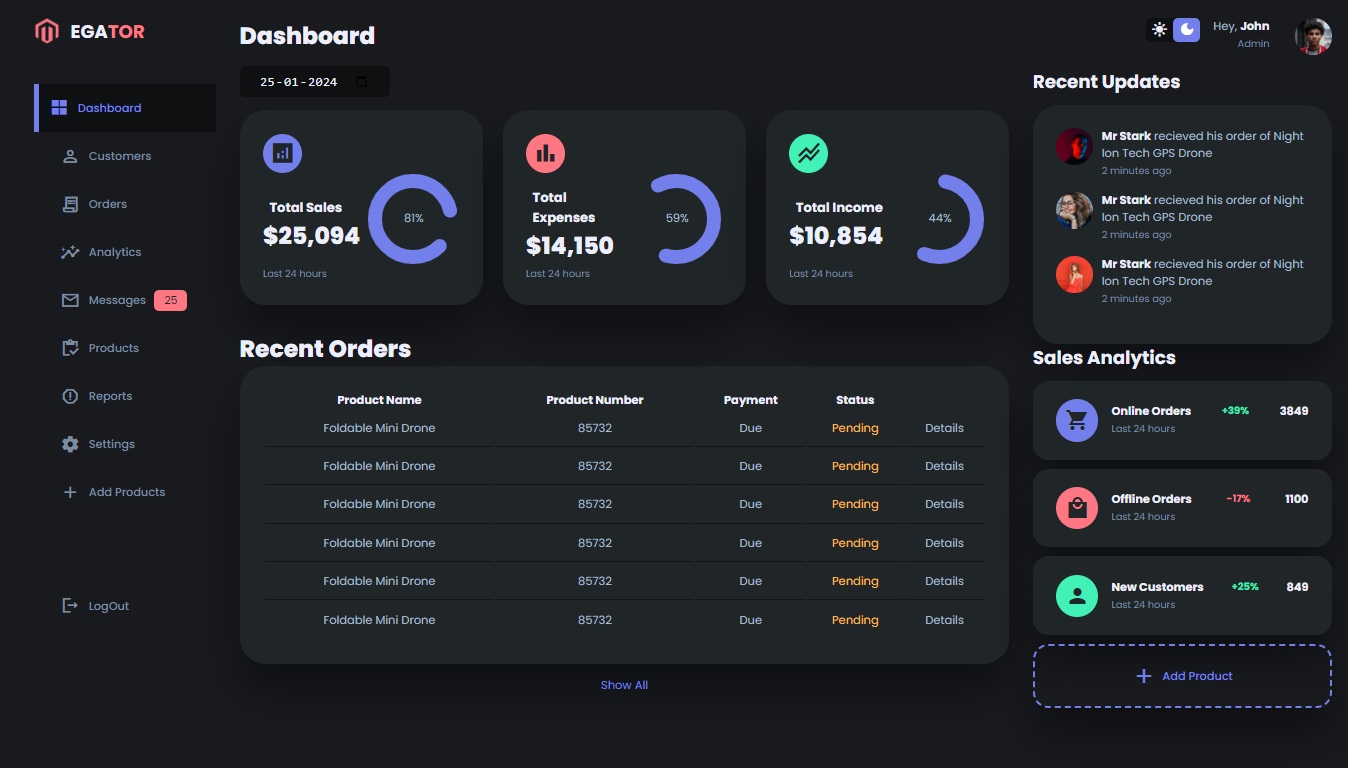 EGATOR
Dashboard
Customers
Orders
Analytics
Messages 25
Products
Reports
Settings
Add Products
LogOut
Dashboard
25-01-2024
Total Sales
$25,094
81%
Last 24 hours
Total
Expenses
$14,150
59%
Last 24 hours
Total Income
$10,854
44%
Last 24 hours
Recent Orders
Product Name Product Number Payment Status
Foldable Mini Drone 85732 Due Pending Details
Foldable Mini Drone 85732 Due Pending Details
Foldable Mini Drone 85732 Due Pending Details
Foldable Mini Drone 85732 Due Pending Details
Foldable Mini Drone 85732 Due Pending Details
Foldable Mini Drone 85732 Due Pending Details
Show All
Hey, John
Admin
Recent Updates
Mr Stark recieved his order of Night
Ion Tech GPS Drone
2 minutes ago
Mr Stark recieved his order of Night
Ion Tech GPS Drone
2 minutes ago
Mr Stark recieved his order of Night
Ion Tech GPS Drone
2 minutes ago
Sales Analytics
Online Orders +39% 3849
Last 24 hours
Offline Orders -17% 1100
Last 24 hours
New Customers +25% 849
Last 24 hours
Add Product